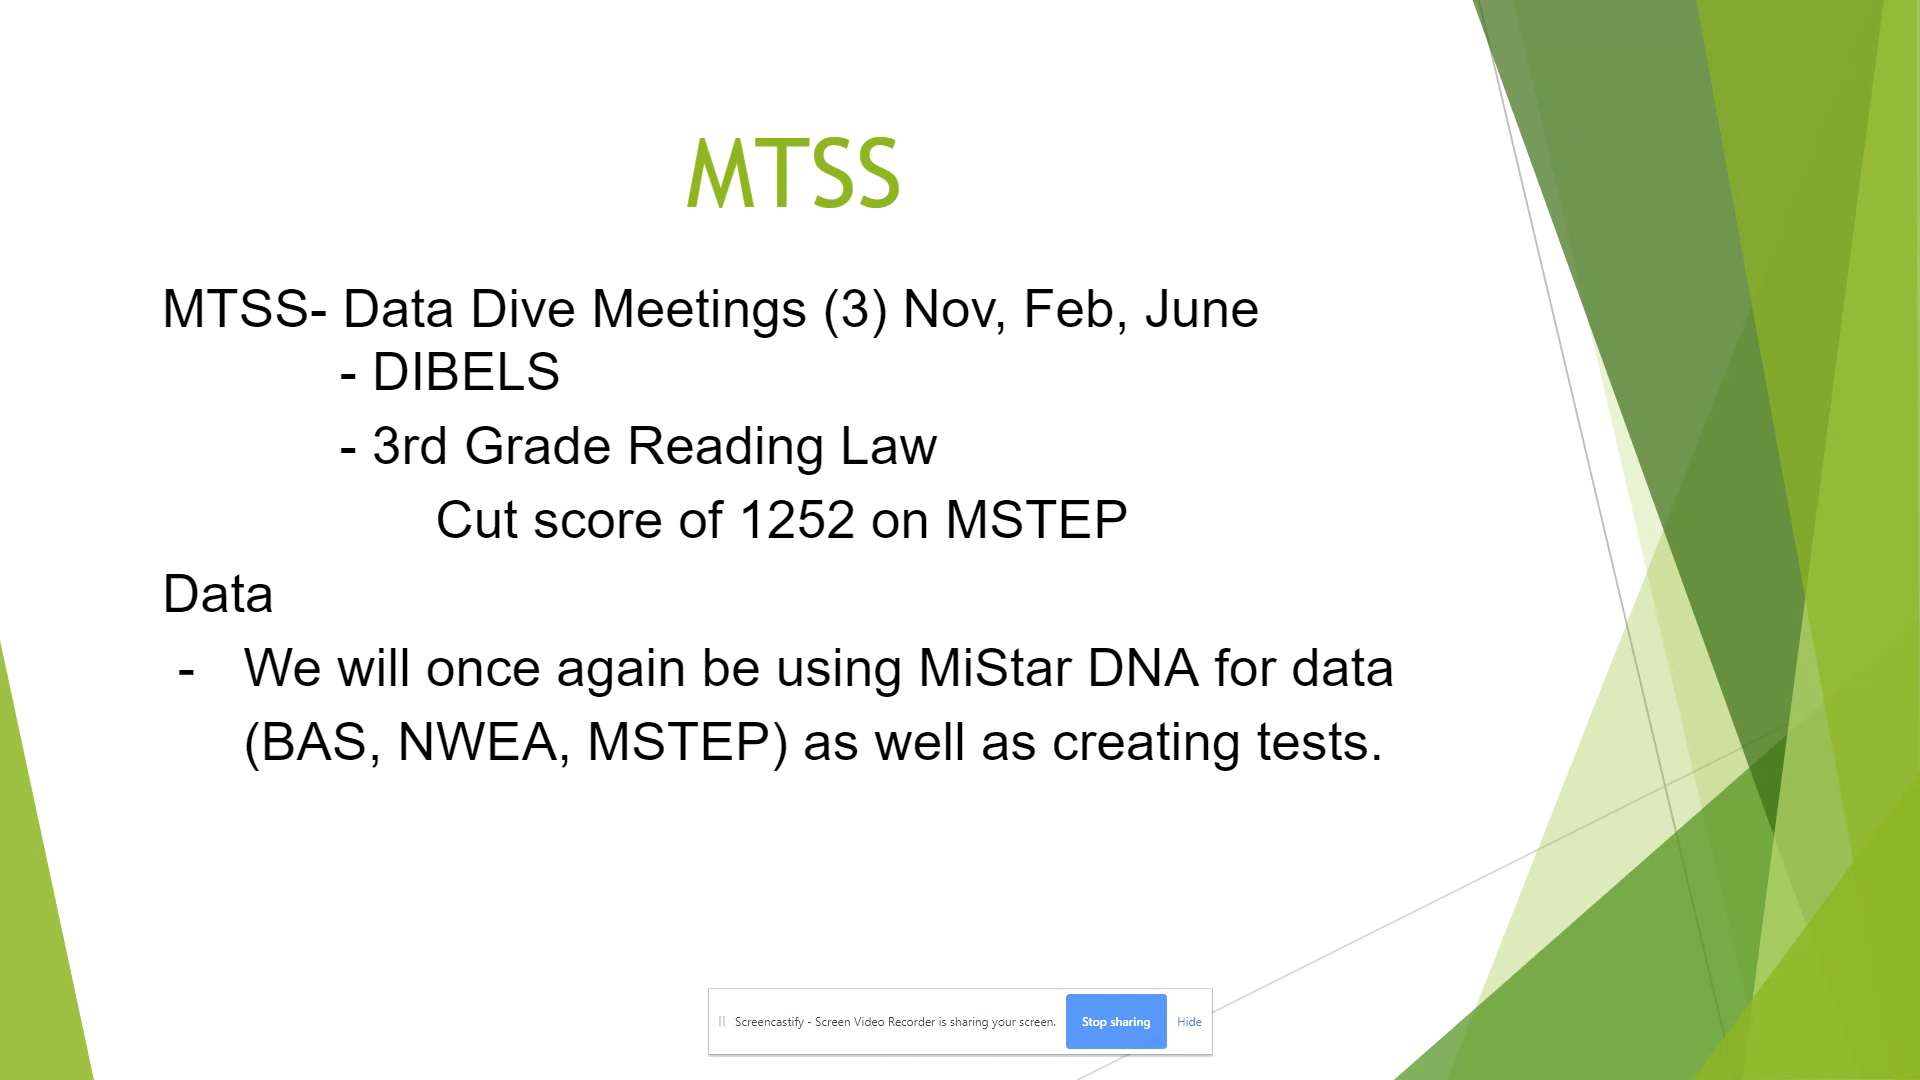 MTSS
MTSS- Data Dive Meetings (3) Nov, Feb, June
- DIBELS
- 3rd Grade Reading Law
Cut score of 1252 on MSTEP
Data
- We will once again be using MiStar DNA for data
(BAS, NWEA, MSTEP) as well as creating tests.
Screencastify - Screen Video Recorder is sharing your screen. Stop sharing Hide